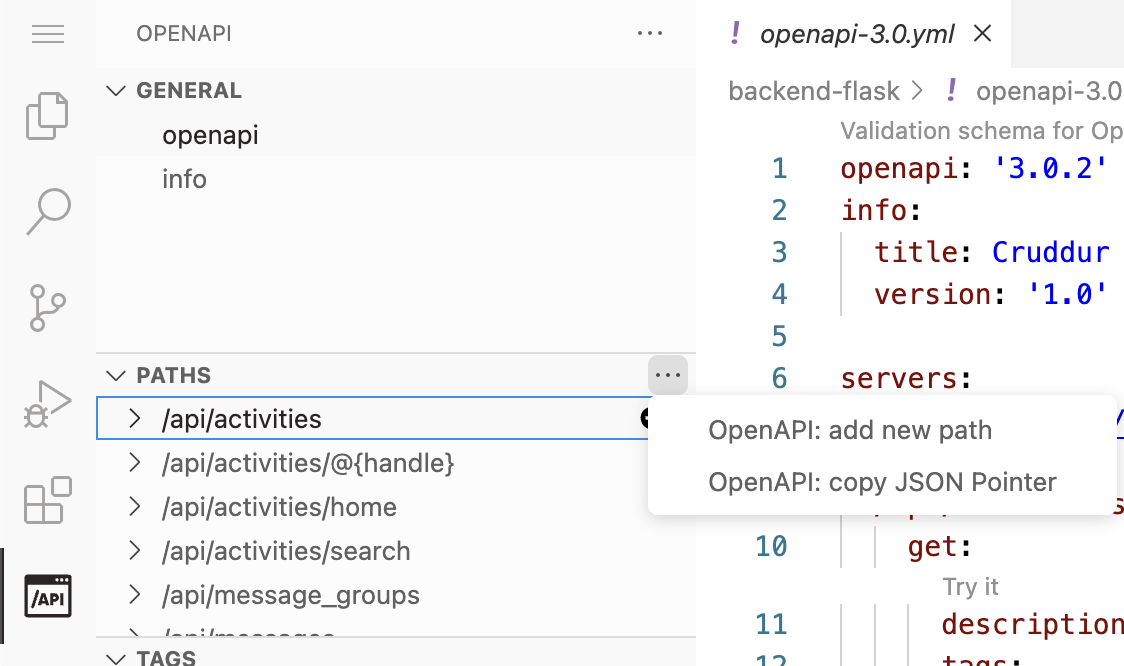 OPENAPI
GENERAL
openapi
info
PATHS
/api/activities
/api/activities/@{handle}
/api/activities/home
/api/activities/search
/api/message_groups
/api/messages
TAGS
/API
! openapi-3.0.yml
backend-flask > ! openapi-3.0
Validation schema for Op
1 openapi: '3.0.2'
2 info:
3 title: Cruddur
4 version: '1.0'
5
6 servers:
OpenAPI: add new path
OpenAPI: copy JSON Pointer
10 get:
Try it
11 description
12 tags: